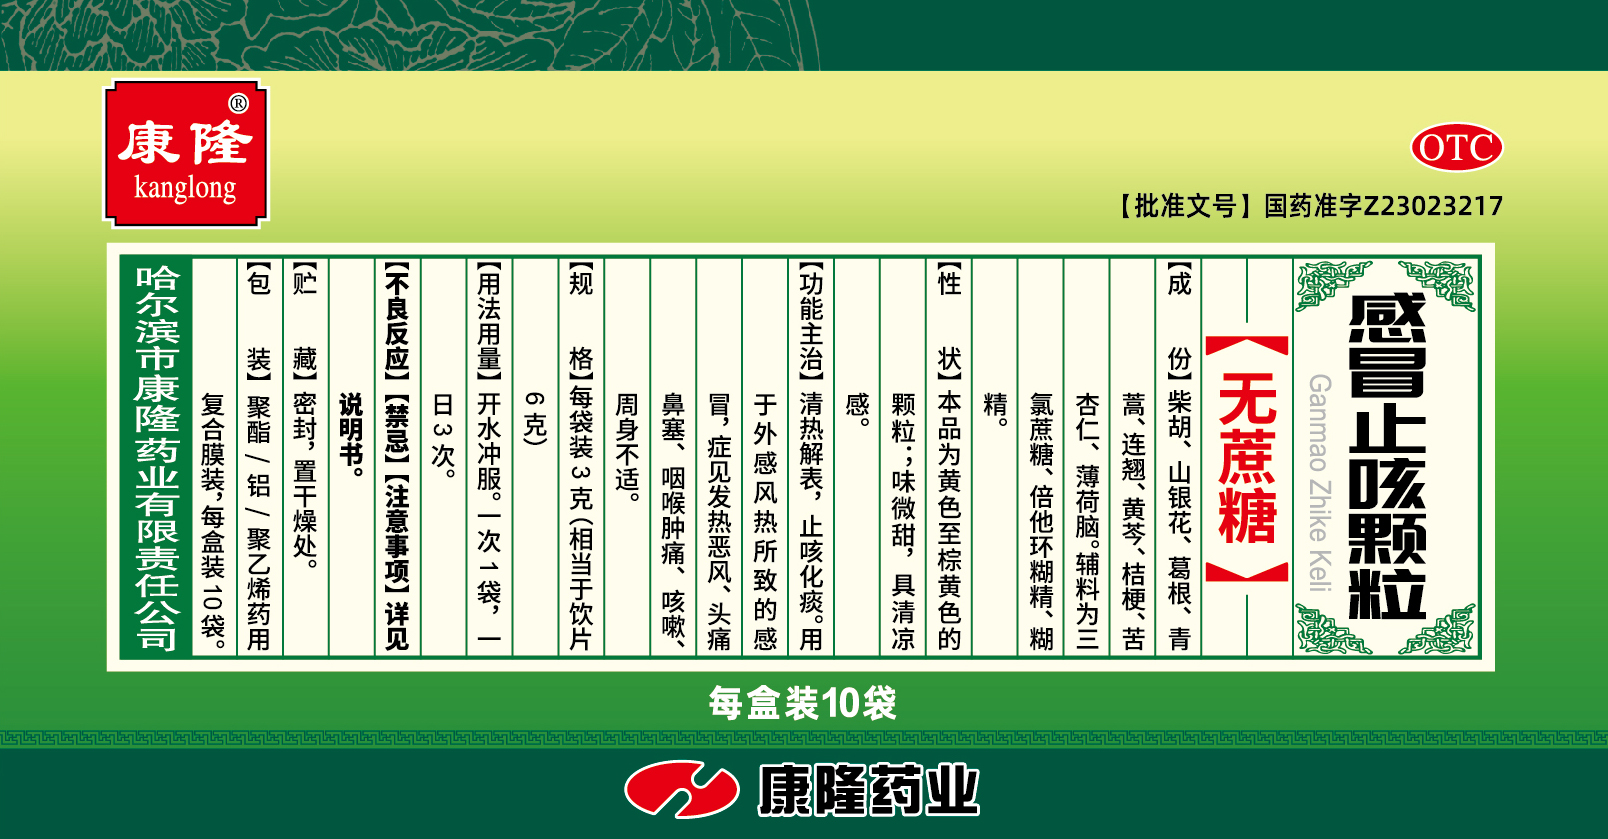 康隆®
kanglong
OTC
【批准文号】国药准字Z23023217
感冒止咳颗粒
Ganmao Zhike Keli
【无蔗糖】
【成份】柴胡、山银花、葛根、青
蒿、连翘、黄芩、桔梗、苦
杏仁、薄荷脑。辅料为三
氯蔗糖、倍他环糊精、糊
精。
【性状】本品为黄色至棕黄色的
颗粒；味微甜，具清凉
感。
【功能主治】清热解表，止咳化痰。用
于外感风热所致的感
冒，症见发热恶风、头痛
鼻塞、咽喉肿痛、咳嗽、
周身不适。
【规格】每袋装3克（相当于饮片
6克）
【用法用量】开水冲服。一次1袋，一
日3次。
【不良反应】【禁忌】【注意事项】详见
说明书。
【贮藏】密封，置干燥处。
【包装】聚酯/铝/聚乙烯药用
复合膜装，每盒装10袋。
哈尔滨市康隆药业有限责任公司
每盒装10袋
康隆药业